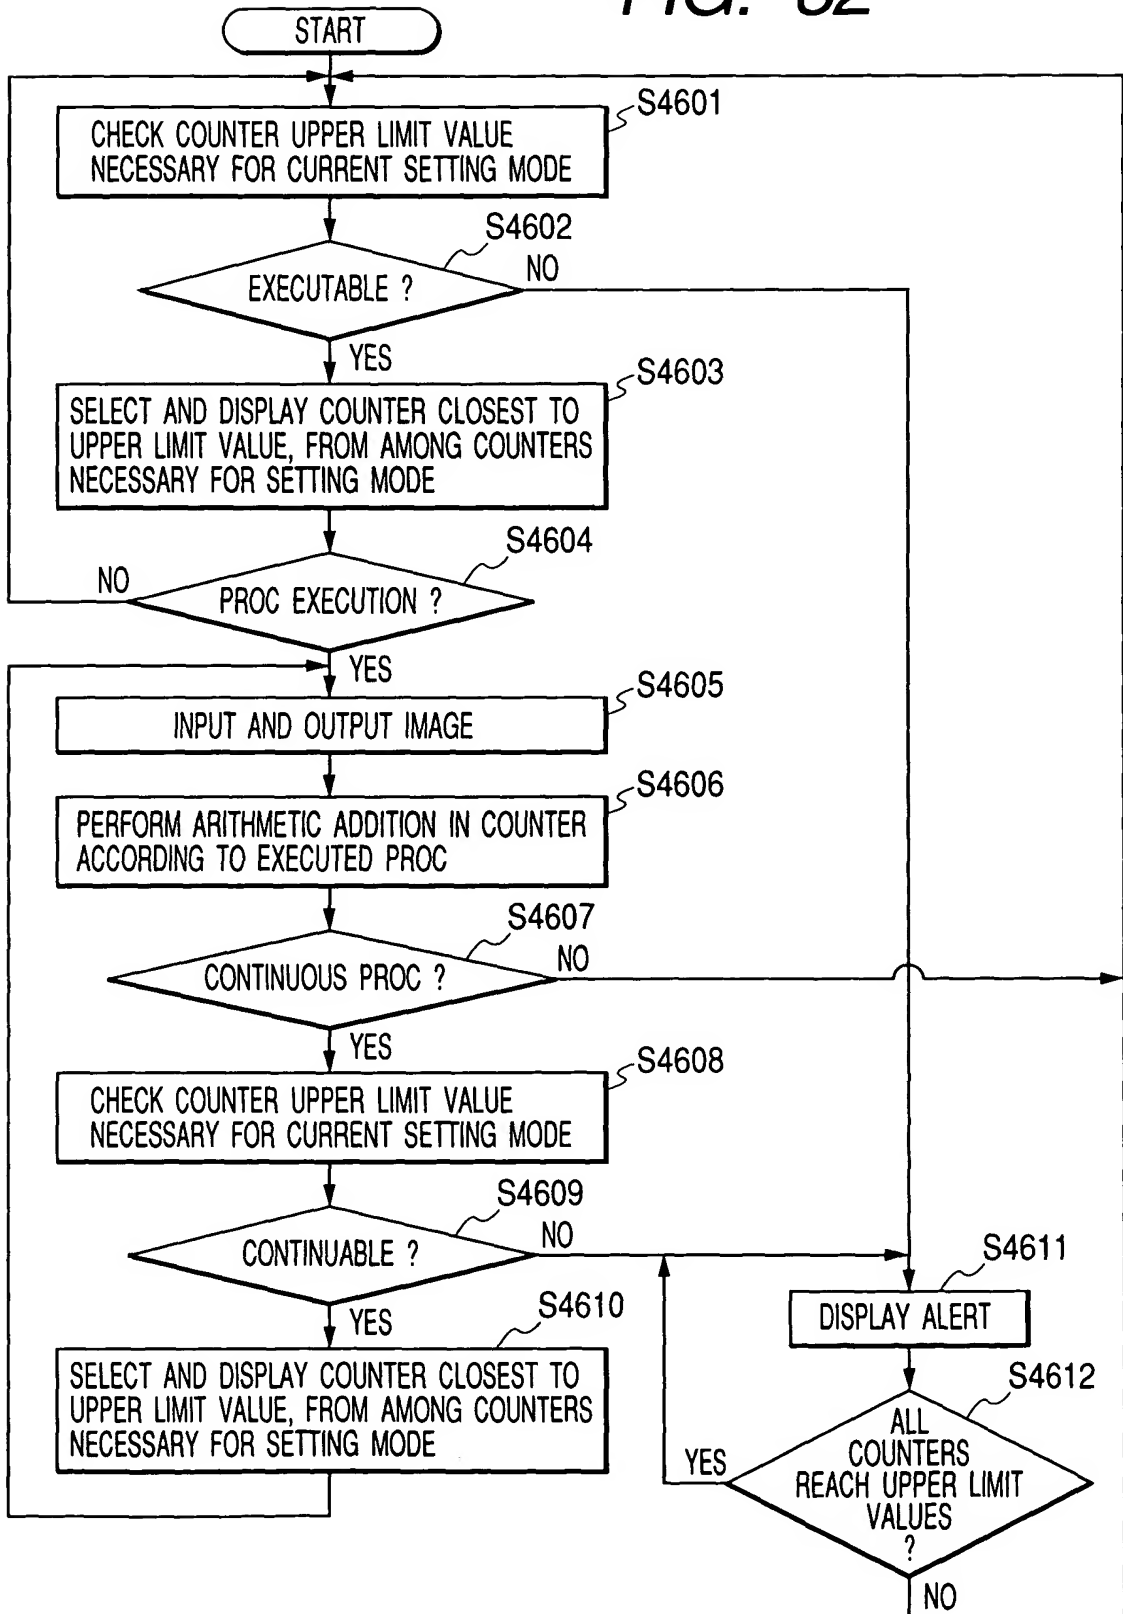 FIG. 62
START
S4601
CHECK COUNTER UPPER LIMIT VALUE
NECESSARY FOR CURRENT SETTING MODE
S4602
EXECUTABLE ?
NO
YES
S4603
SELECT AND DISPLAY COUNTER CLOSEST TO
UPPER LIMIT VALUE, FROM AMONG COUNTERS
NECESSARY FOR SETTING MODE
S4604
NO
PROC EXECUTION ?
YES
S4605
INPUT AND OUTPUT IMAGE
S4606
PERFORM ARITHMETIC ADDITION IN COUNTER
ACCORDING TO EXECUTED PROC
S4607
CONTINUOUS PROC ?
NO
YES
S4608
CHECK COUNTER UPPER LIMIT VALUE
NECESSARY FOR CURRENT SETTING MODE
S4609
CONTINUABLE ?
NO
YES
S4610
SELECT AND DISPLAY COUNTER CLOSEST TO
UPPER LIMIT VALUE, FROM AMONG COUNTERS
NECESSARY FOR SETTING MODE
S4611
DISPLAY ALERT
S4612
ALL
COUNTERS
REACH UPPER LIMIT
VALUES
?
YES
NO